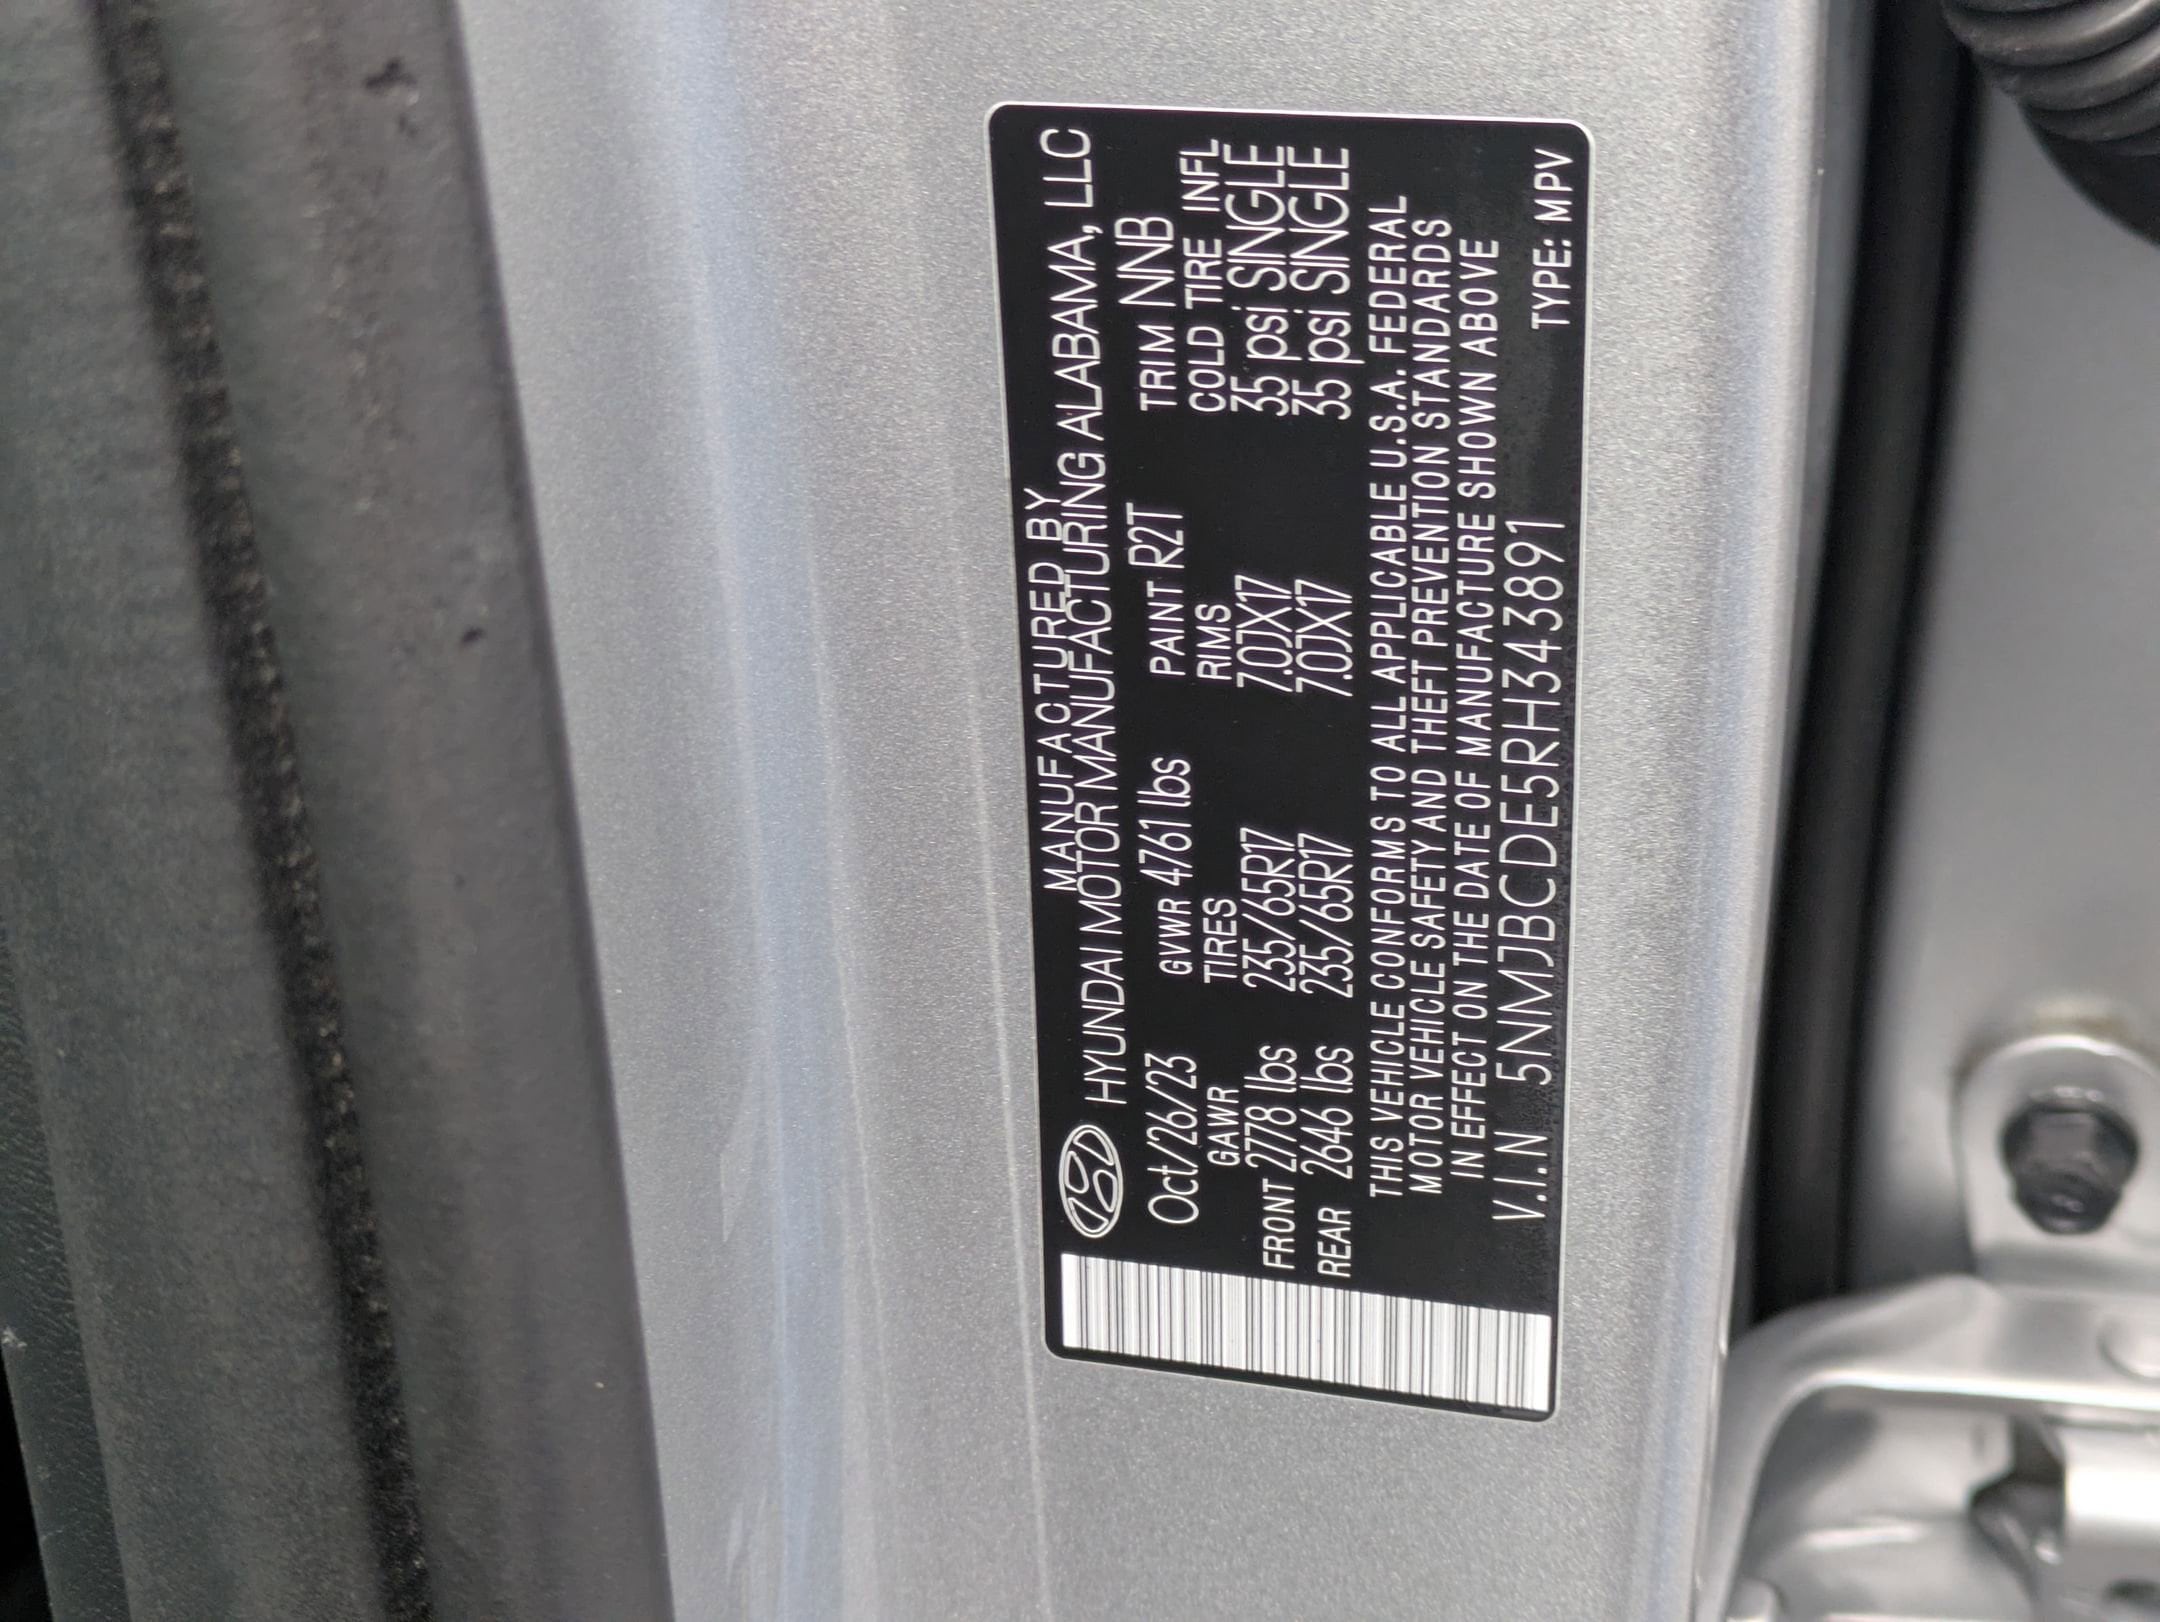 MANUFACTURED BY
HYUNDAI MOTOR MANUFACTURING ALABAMA, LLC
Oct/26/23 GVWR 4761 lbs PAINT R2T TRIM NNB
GAWR TIRES RIMS COLD TIRE INFL
FRONT 2778 lbs 235/65R17 7.0JX17 35 psi SINGLE
REAR 2646 lbs 235/65R17 7.0JX17 35 psi SINGLE
THIS VEHICLE CONFORMS TO ALL APPLICABLE U.S.A. FEDERAL
MOTOR VEHICLE SAFETY AND THEFT PREVENTION STANDARDS
IN EFFECT ON THE DATE OF MANUFACTURE SHOWN ABOVE
V.I.N 5NMJBCDE5RH343891 TYPE: MPV